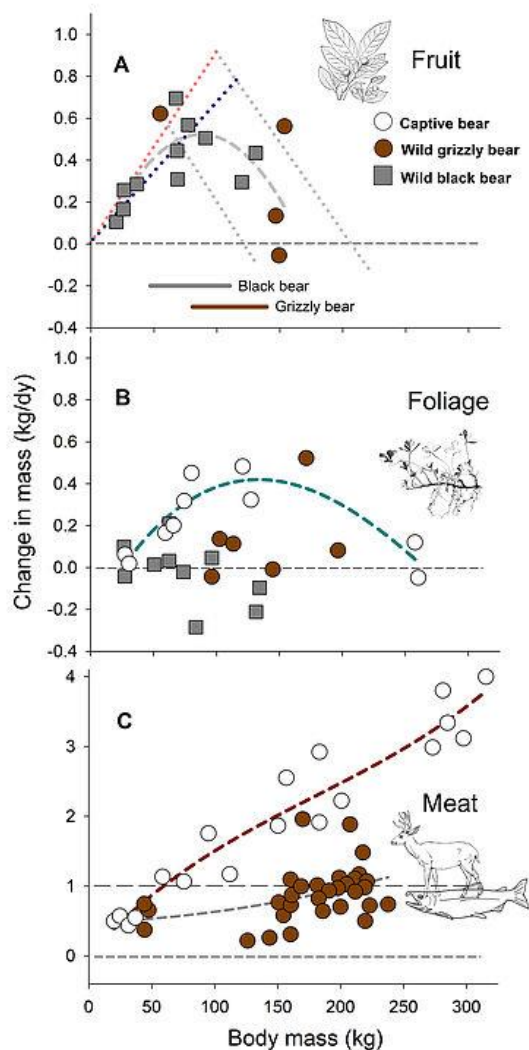 A
Fruit
1.0
0.8
0.6
0.4
0.2
0.0
-0.2
-0.4
Captive bear
Wild grizzly bear
Wild black bear
Black bear
Grizzly bear
Change in mass (kg/dy)
B
Foliage
1.0
0.8
0.6
0.4
0.2
0.0
-0.2
-0.4
C
Meat
4
3
2
1
0
0 50 100 150 200 250 300
Body mass (kg)